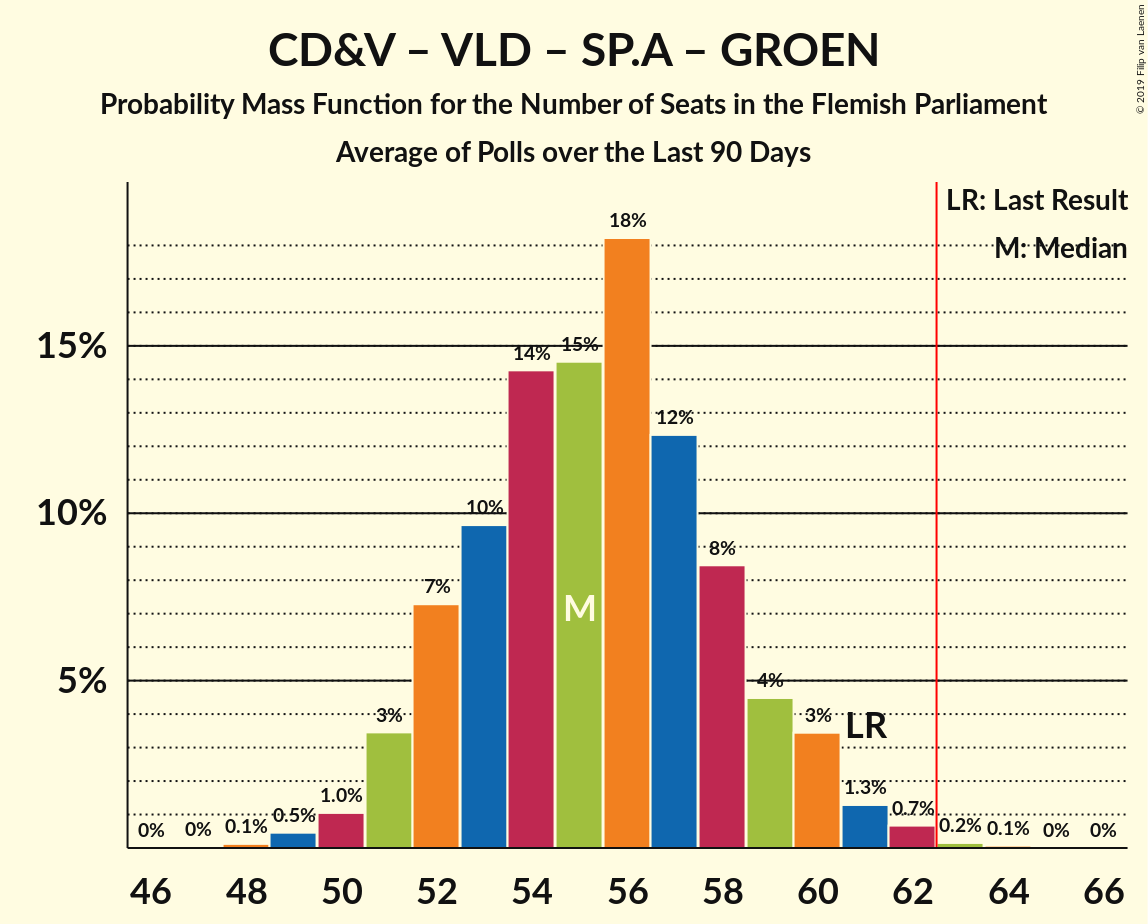 CD&V – VLD – SP.A – GROEN
Probability Mass Function for the Number of Seats in the Flemish Parliament
Average of Polls over the Last 90 Days
© 2019 Filip van Laenen
LR: Last Result
M: Median
15%
10%
5%
0%
0%
0.1%
0.5%
1.0%
3%
7%
10%
14%
15%
18%
12%
8%
4%
3%
1.3%
0.7%
0.2%
0.1%
0%
0%
M
LR
46 48 50 52 54 56 58 60 62 64 66